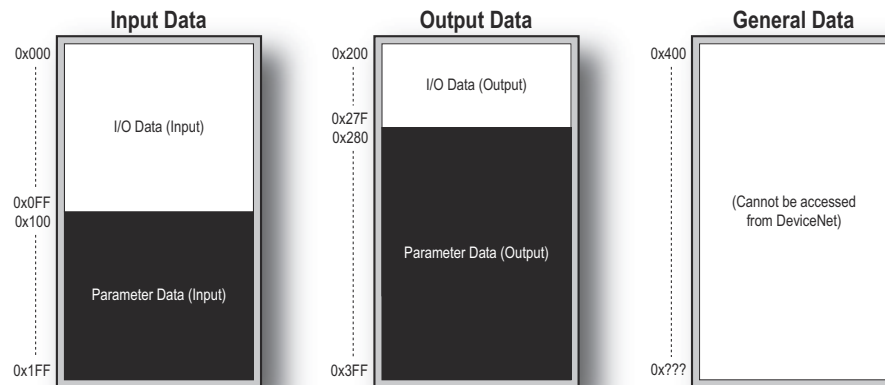 Input Data
0x000
I/O Data (Input)
0x0FF
0x100
Parameter Data (Input)
0x1FF
Output Data
0x200
I/O Data (Output)
0x27F
0x280
Parameter Data (Output)
0x3FF
General Data
0x400
(Cannot be accessed
from DeviceNet)
0x???